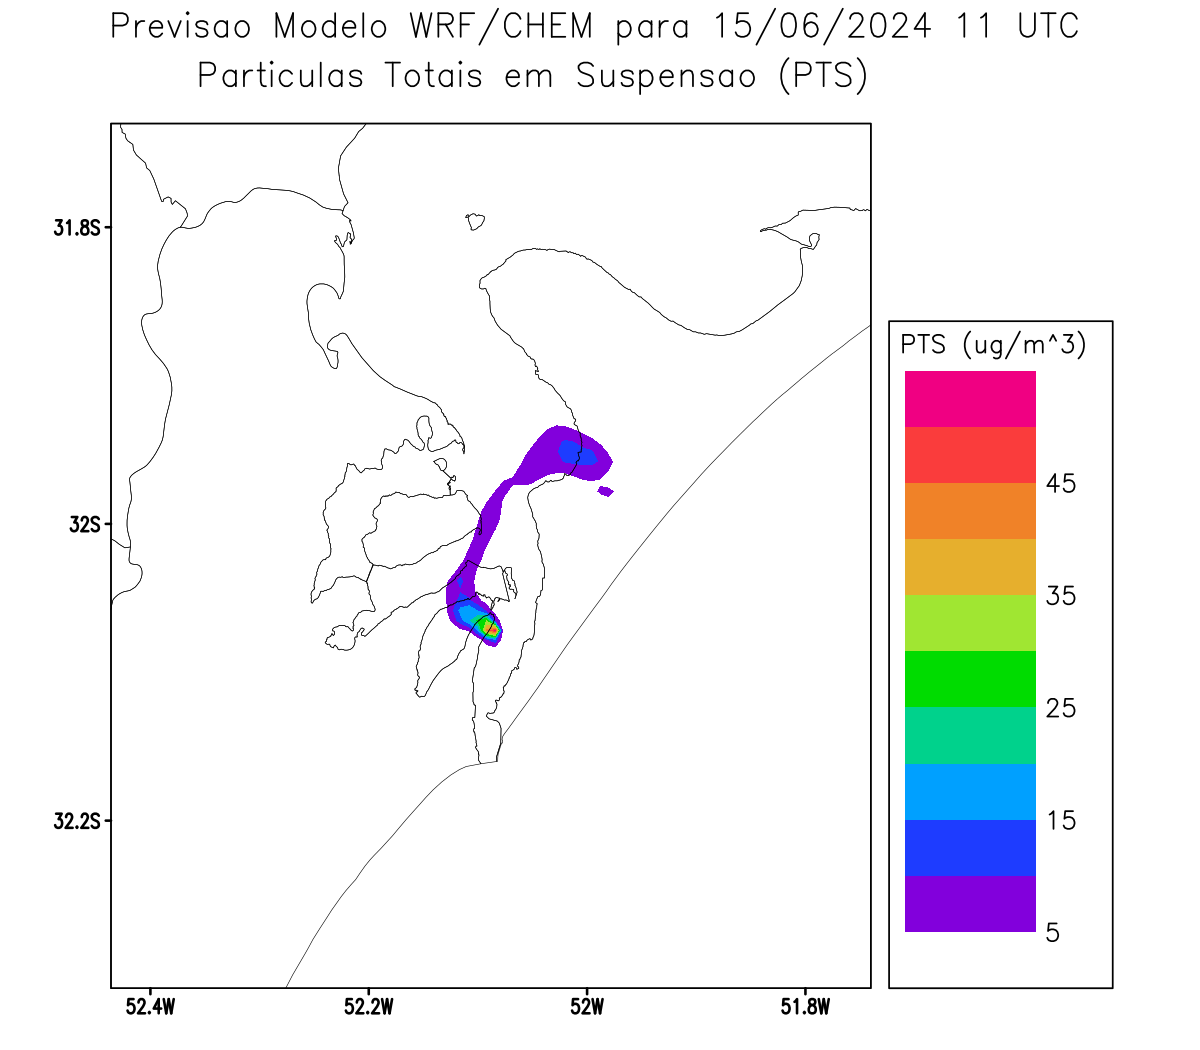 Previsao Modelo WRF/CHEM para 15/06/2024 11 UTC
Particulas Totais em Suspensao (PTS)
31.8S
32S
32.2S
52.4W 52.2W 52W 51.8W
PTS (ug/m^3)
45
35
25
15
5